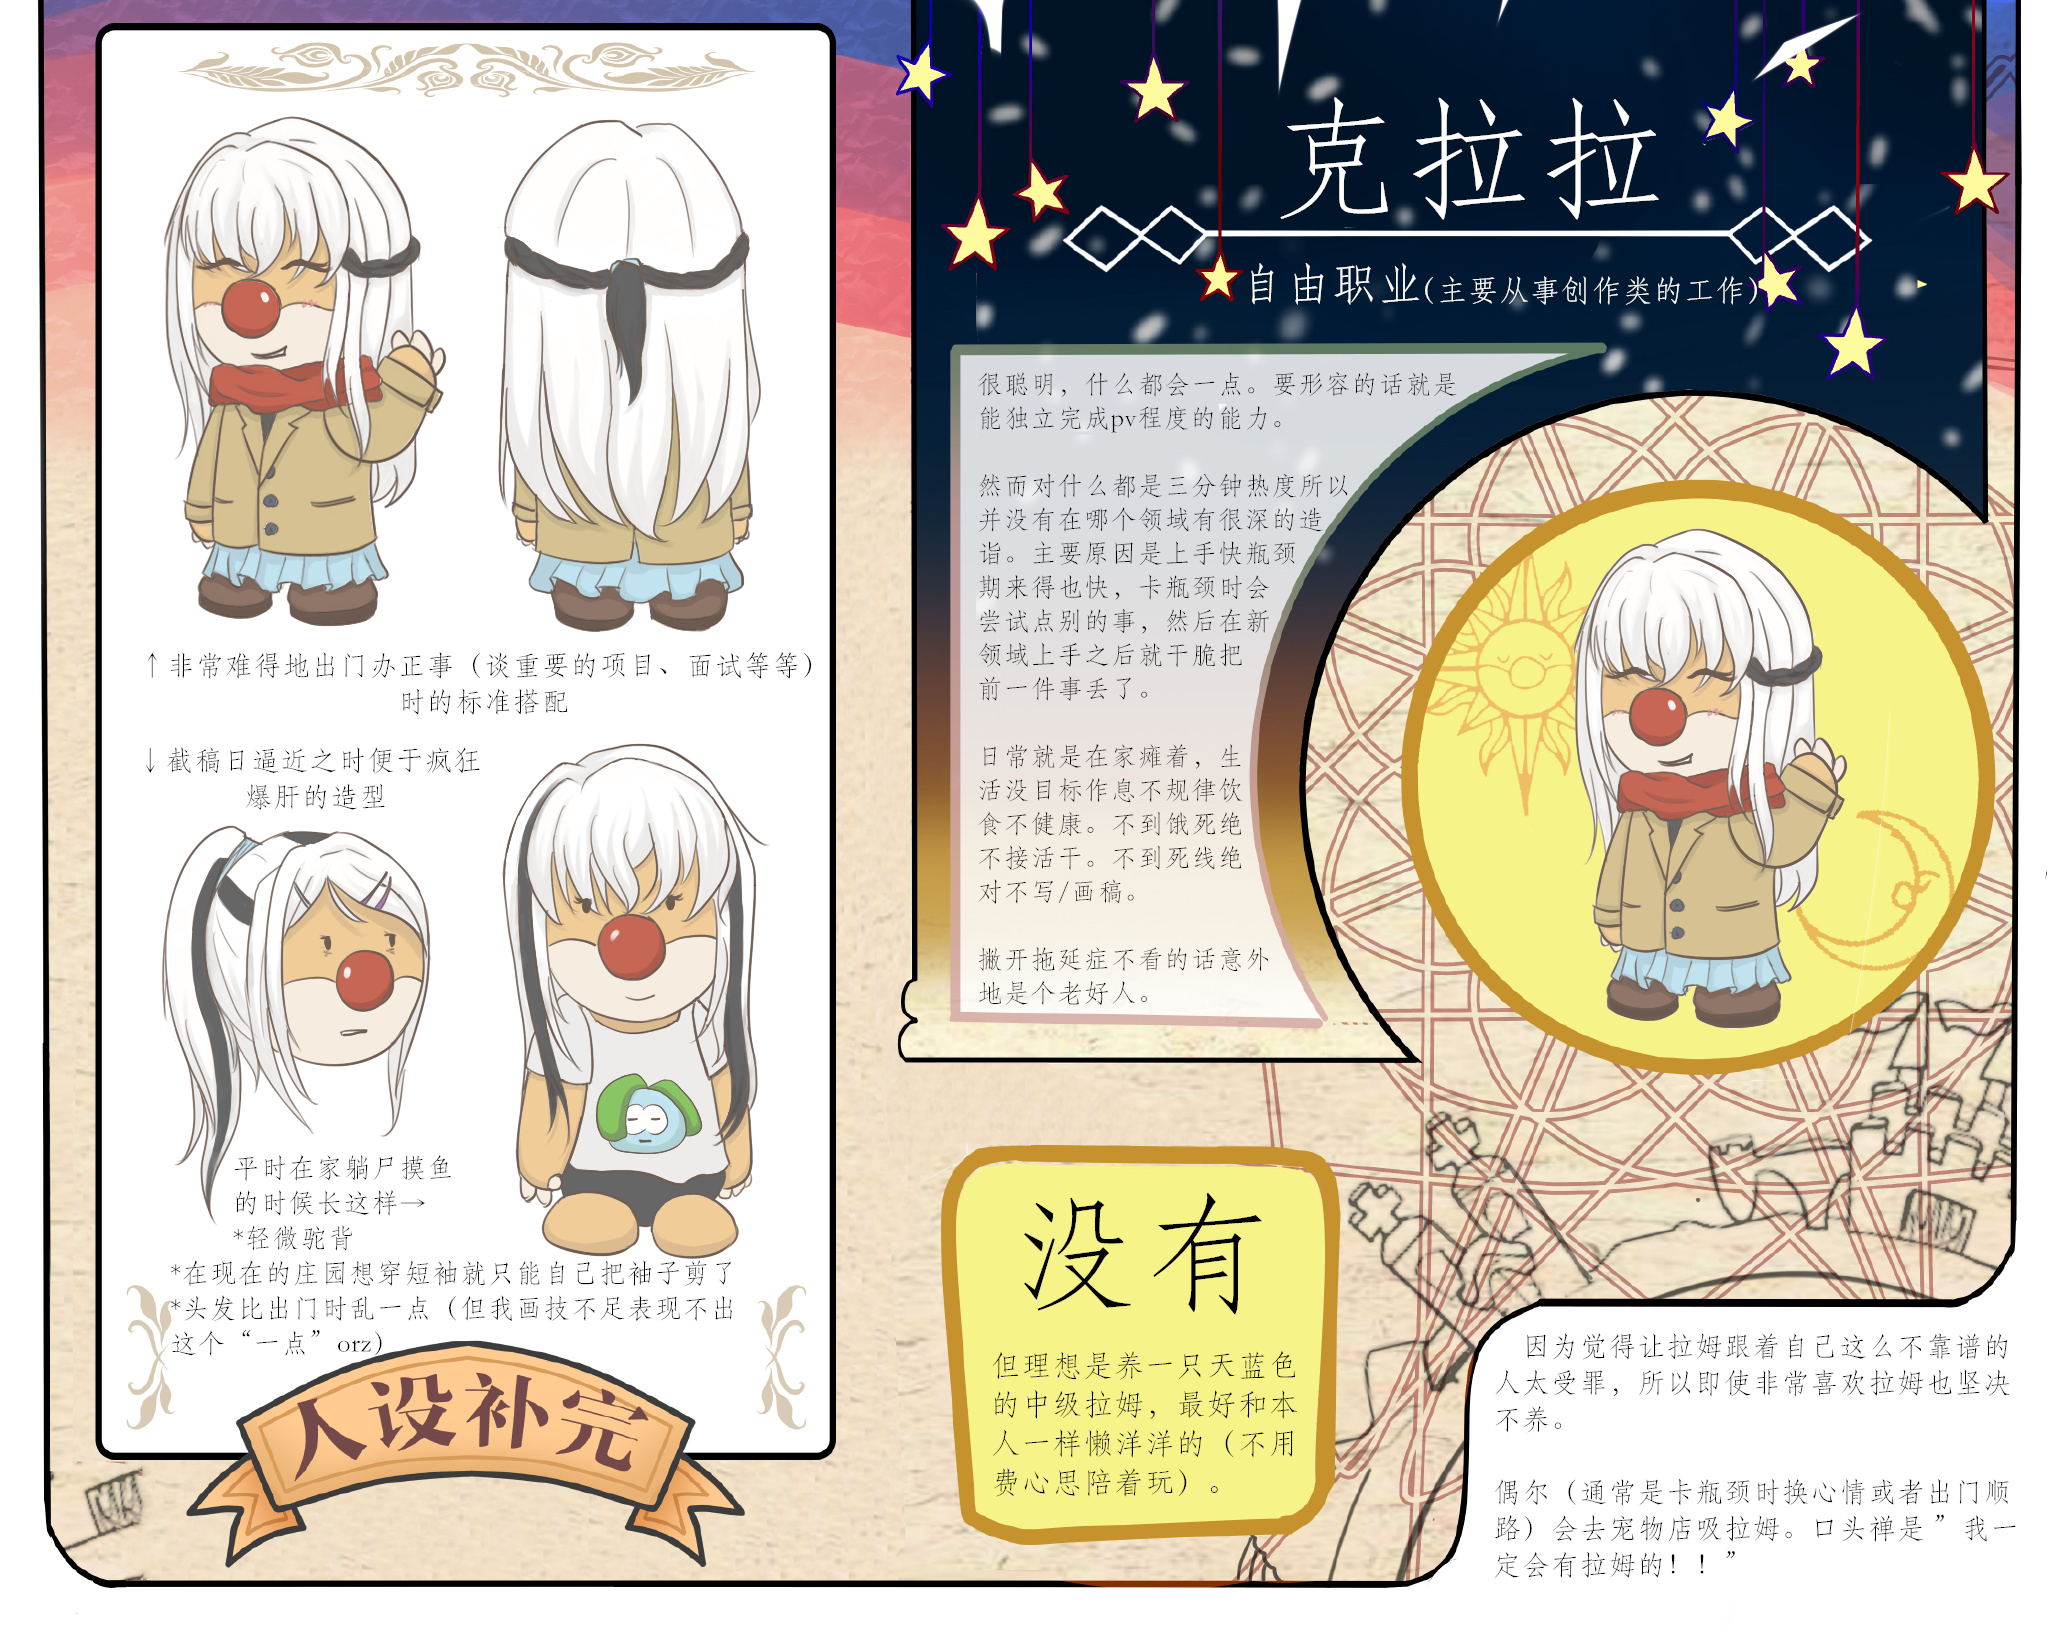 ↑非常难得地出门办正事（谈重要的项目、面试等等）
时的标准搭配
↓截稿日逼近之时便于疯狂
爆肝的造型
平时在家躺尸摸鱼
的时候长这样→
*轻微驼背
*在现在的庄园想穿短袖就只能自己把袖子剪了
*头发比出门时乱一点（但我画技不足表现不出
这个“一点”orz）
人设补完
克拉拉
自由职业(主要从事创作类的工作)
很聪明，什么都会一点。要形容的话就是
能独立完成pv程度的能力。
然而对什么都是三分钟热度所以
并没有在哪个领域有很深的造
诣。主要原因是上手快瓶颈
期来得也快，卡瓶颈时会
尝试点别的事，然后在新
领域上手之后就干脆把
前一件事丢了。
日常就是在家瘫着，生
活没目标作息不规律饮
食不健康。不到饿死绝
不接活干。不到死线绝
对不写/画稿。
撇开拖延症不看的话意外
地是个老好人。
没有
但理想是养一只天蓝色
的中级拉姆，最好和本
人一样懒洋洋的（不用
费心思陪着玩）。
因为觉得让拉姆跟着自己这么不靠谱的
人太受罪，所以即使非常喜欢拉姆也坚决
不养。
偶尔（通常是卡瓶颈时换心情或者出门顺
路）会去宠物店吸拉姆。口头禅是”我一
定会有拉姆的！！”